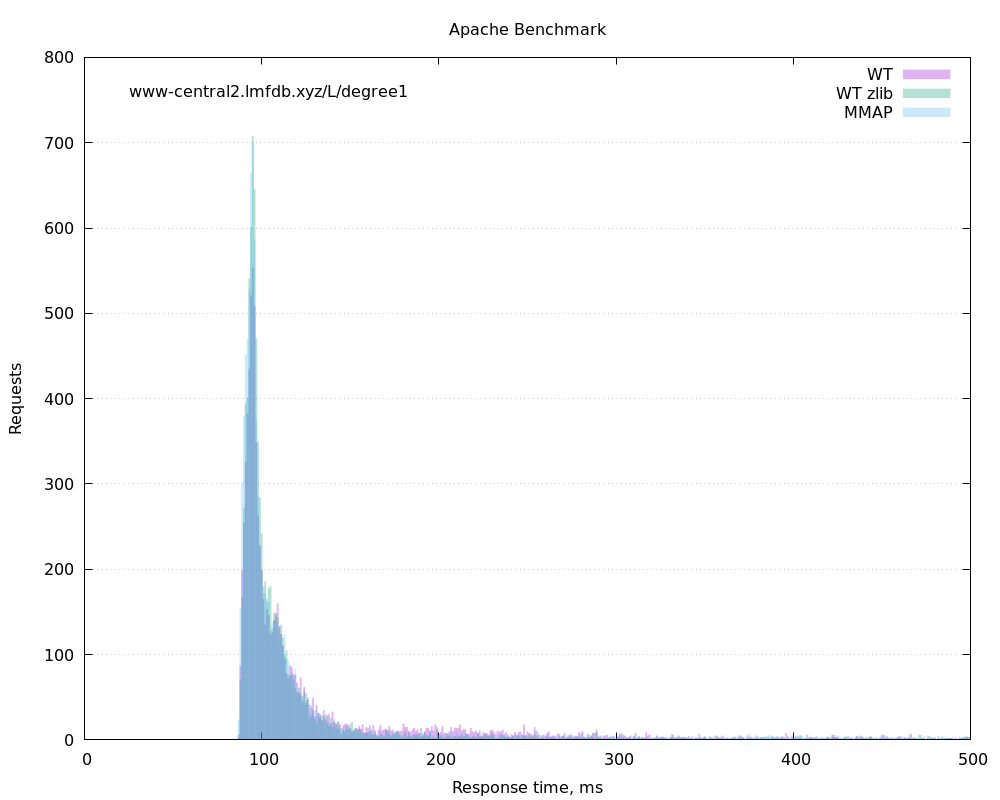 Apache Benchmark
800
700
600
500
400
300
200
100
0
www-central2.lmfdb.xyz/L/degree1
WT
WT zlib
MMAP
Requests
0 100 200 300 400 500
Response time, ms